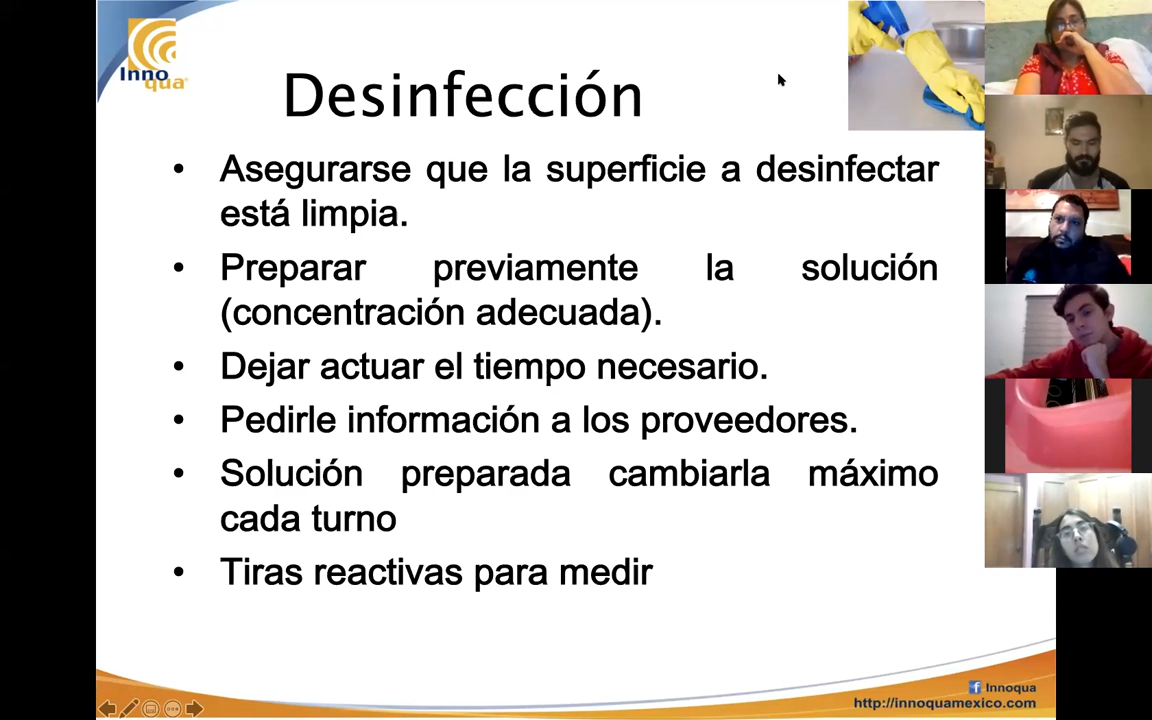 Inno
qua
Desinfección
• Asegurarse que la superficie a desinfectar
está limpia.
• Preparar previamente la solución
(concentración adecuada).
• Dejar actuar el tiempo necesario.
• Pedirle información a los proveedores.
• Solución preparada cambiarla máximo
cada turno
• Tiras reactivas para medir
Innoqua
http://innoquamexico.com